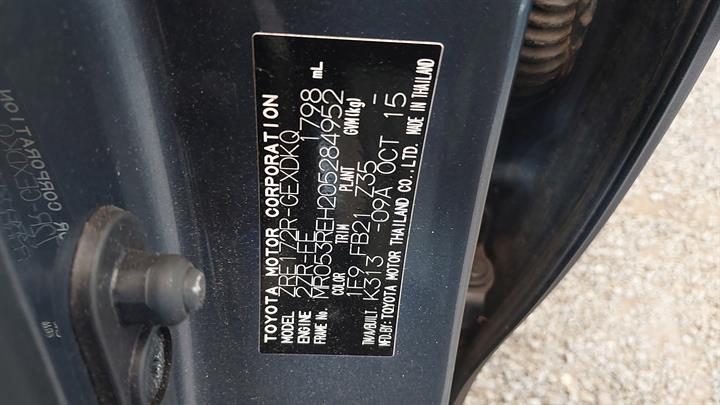 TOYOTA MOTOR CORPORATION
MODEL ZRE172R-GEXDKQ
ENGINE 2ZR-FE 1798 mL
FRAME No. MR053REH205284952
COLOR TRIM PLANT GVM(kg)
1E9 FB21 Z35 -
T/M/A/BUILT. K313 -09A OCT 15
MFD.BY: TOYOTA MOTOR THAILAND CO.,LTD. MADE IN THAILAND